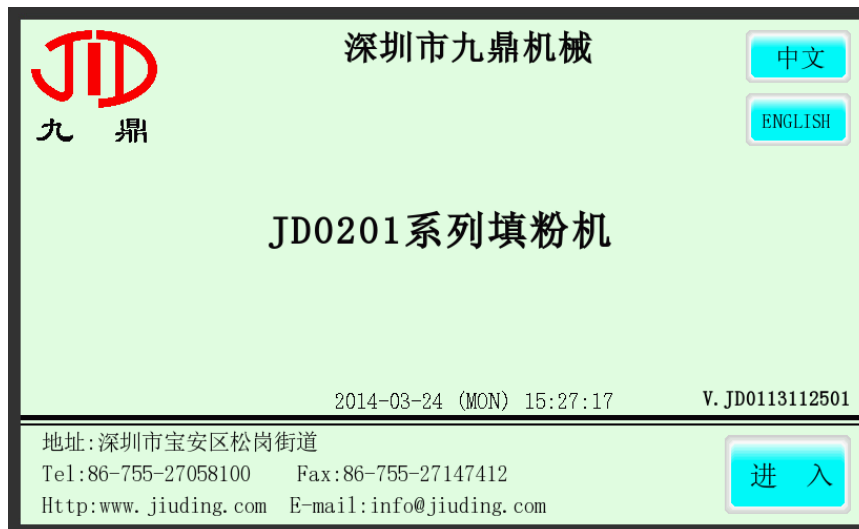 JD
九 鼎
深圳市九鼎机械
中文
ENGLISH
JD0201系列填粉机
2014-03-24 (MON) 15:27:17
V.JD0113112501
地址:深圳市宝安区松岗街道
Tel:86-755-27058100 Fax:86-755-27147412
Http:www.jiuding.com E-mail:info@jiuding.com
进 入